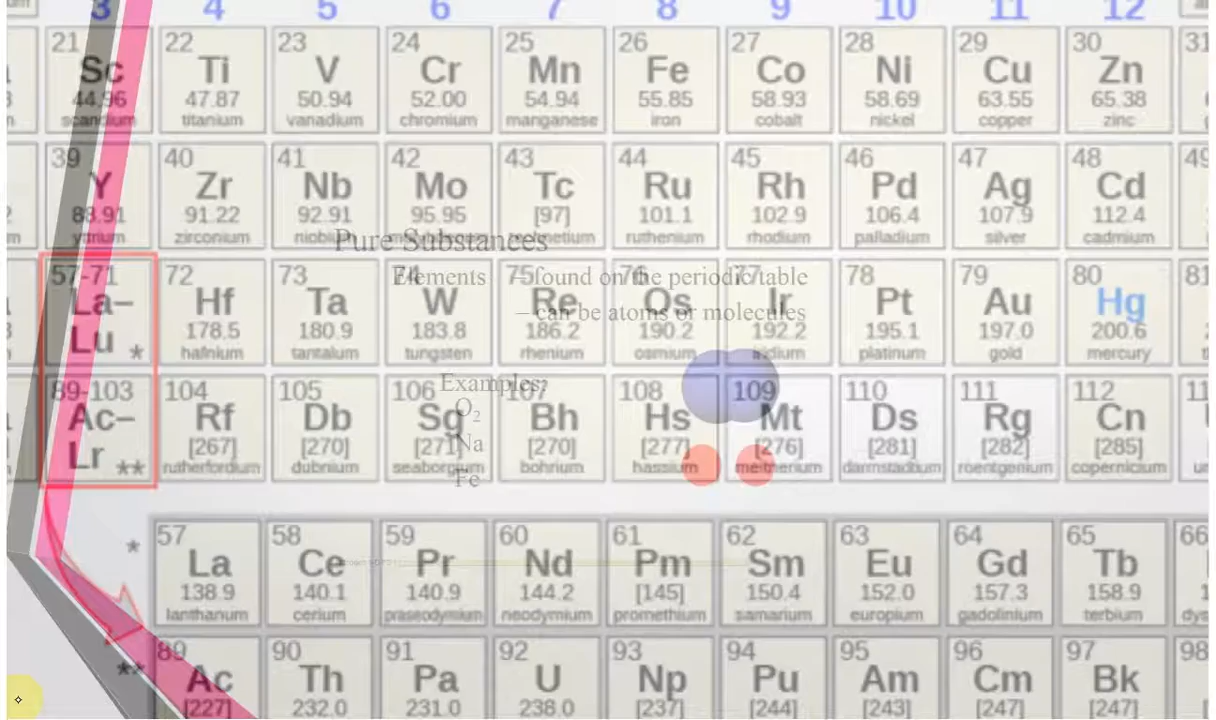 3 4 5 6 7 8 9 10 11 12
21 22 23 24 25 26 27 28 29 30 31
Sc Ti V Cr Mn Fe Co Ni Cu Zn
44.96 47.87 50.94 52.00 54.94 55.85 58.93 58.69 63.55 65.38
scandium titanium vanadium chromium manganese iron cobalt nickel copper zinc
39 40 41 42 43 44 45 46 47 48 49
Y Zr Nb Mo Tc Ru Rh Pd Ag Cd
88.91 91.22 92.91 95.95 [97] 101.1 102.9 106.4 107.9 112.4
yttrium zirconium niobium technetium ruthenium rhodium palladium silver cadmium
Pure Substances
57-71 72 73 74 75 76 77 78 79 80 81
Elements – found on the periodic table
La– Hf Ta W Re Os Ir Pt Au Hg
– can be atoms or molecules
Lu * 178.5 180.9 183.8 186.2 190.2 192.2 195.1 197.0 200.6
hafnium tantalum tungsten rhenium osmium iridium platinum gold mercury
Examples:
89-103 104 105 106 107 108 109 110 111 112
O₂
Ac– Rf Db Sg Bh Hs Mt Ds Rg Cn
Na
Lr ** [267] [270] [271] [270] [277] [276] [281] [282] [285]
rutherfordium dubnium seaborgium bohrium hassium meitnerium darmstadtium roentgenium copernicium
Fe
* 57 58 59 60 61 62 63 64 65 66
La Ce Pr Nd Pm Sm Eu Gd Tb
138.9 140.1 140.9 144.2 [145] 150.4 152.0 157.3 158.9
lanthanum cerium praseodymium neodymium promethium samarium europium gadolinium terbium
** 89 90 91 92 93 94 95 96 97 98
Ac Th Pa U Np Pu Am Cm Bk
[227] 232.0 231.0 238.0 [237] [244] [243] [247] [247]